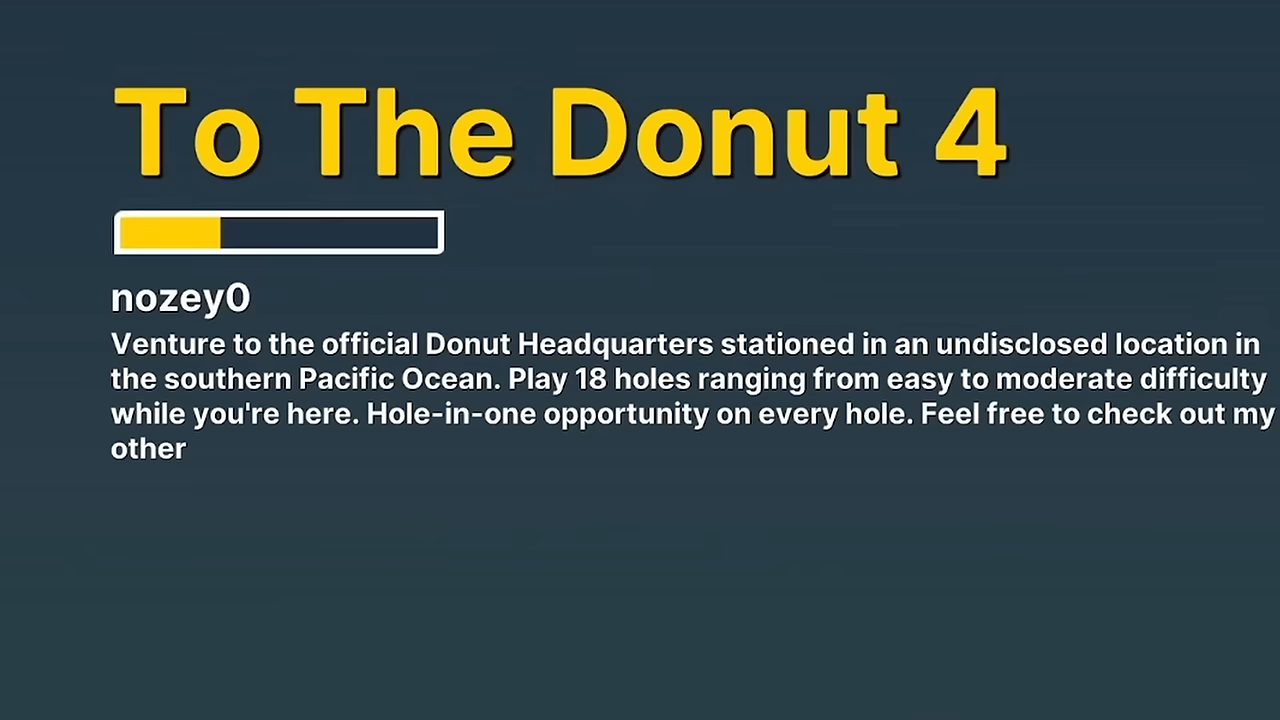 To The Donut 4
nozey0
Venture to the official Donut Headquarters stationed in an undisclosed location in
the southern Pacific Ocean. Play 18 holes ranging from easy to moderate difficulty
while you're here. Hole-in-one opportunity on every hole. Feel free to check out my
other